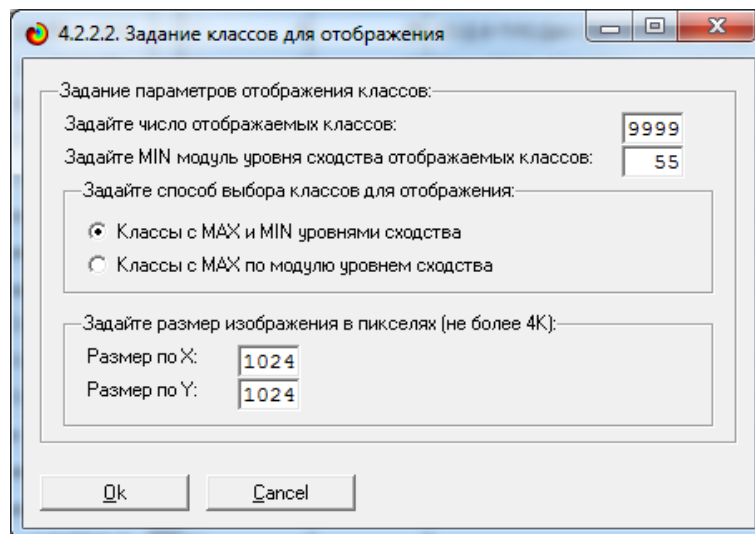 4.2.2.2. Задание классов для отображения
Задание параметров отображения классов:
Задайте число отображаемых классов: 9999
Задайте MIN модуль уровня сходства отображаемых классов: 55
Задайте способ выбора классов для отображения:
Классы с MAX и MIN уровнями сходства
Классы с MAX по модулю уровнем сходства
Задайте размер изображения в пикселях (не более 4K):
Размер по X: 1024
Размер по Y: 1024
Ok Cancel